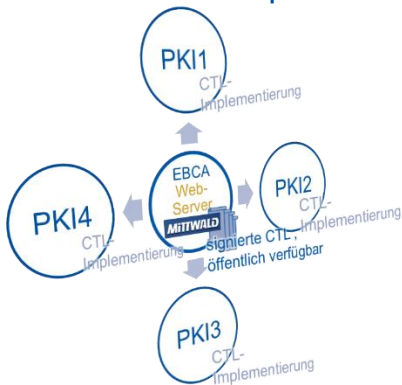 PKI1
CTL-
Implementierung
EBCA
Web-
Server
MITTWALD
signierte CTL ,
öffentlich verfügbar
PKI2
CTL-
Implementierung
PKI4
CTL-
Implementierung
PKI3
CTL-
Implementierung